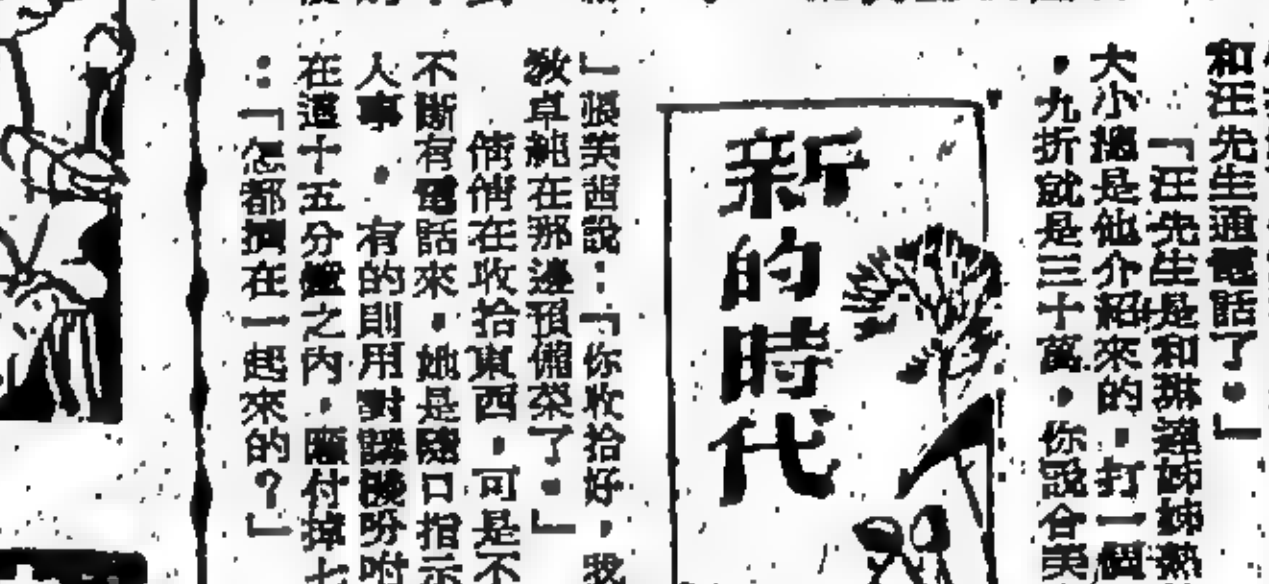 和汪先生通電話了。」
「汪先生是和琳達姊姊熟
大小姐是他介紹來的,打一個
,九折就是三十萬,你說合美
新的時代
」張芙茜說:「你收拾好,我
教卓純在那邊預備茶了。」
倩倩在收拾東西,可是不
不斷有電話來,她是隨口指示
人事。有的則用對講機吩咐
在這十五分鐘之內,應付掉七
:「怎都擠在一起來的?」